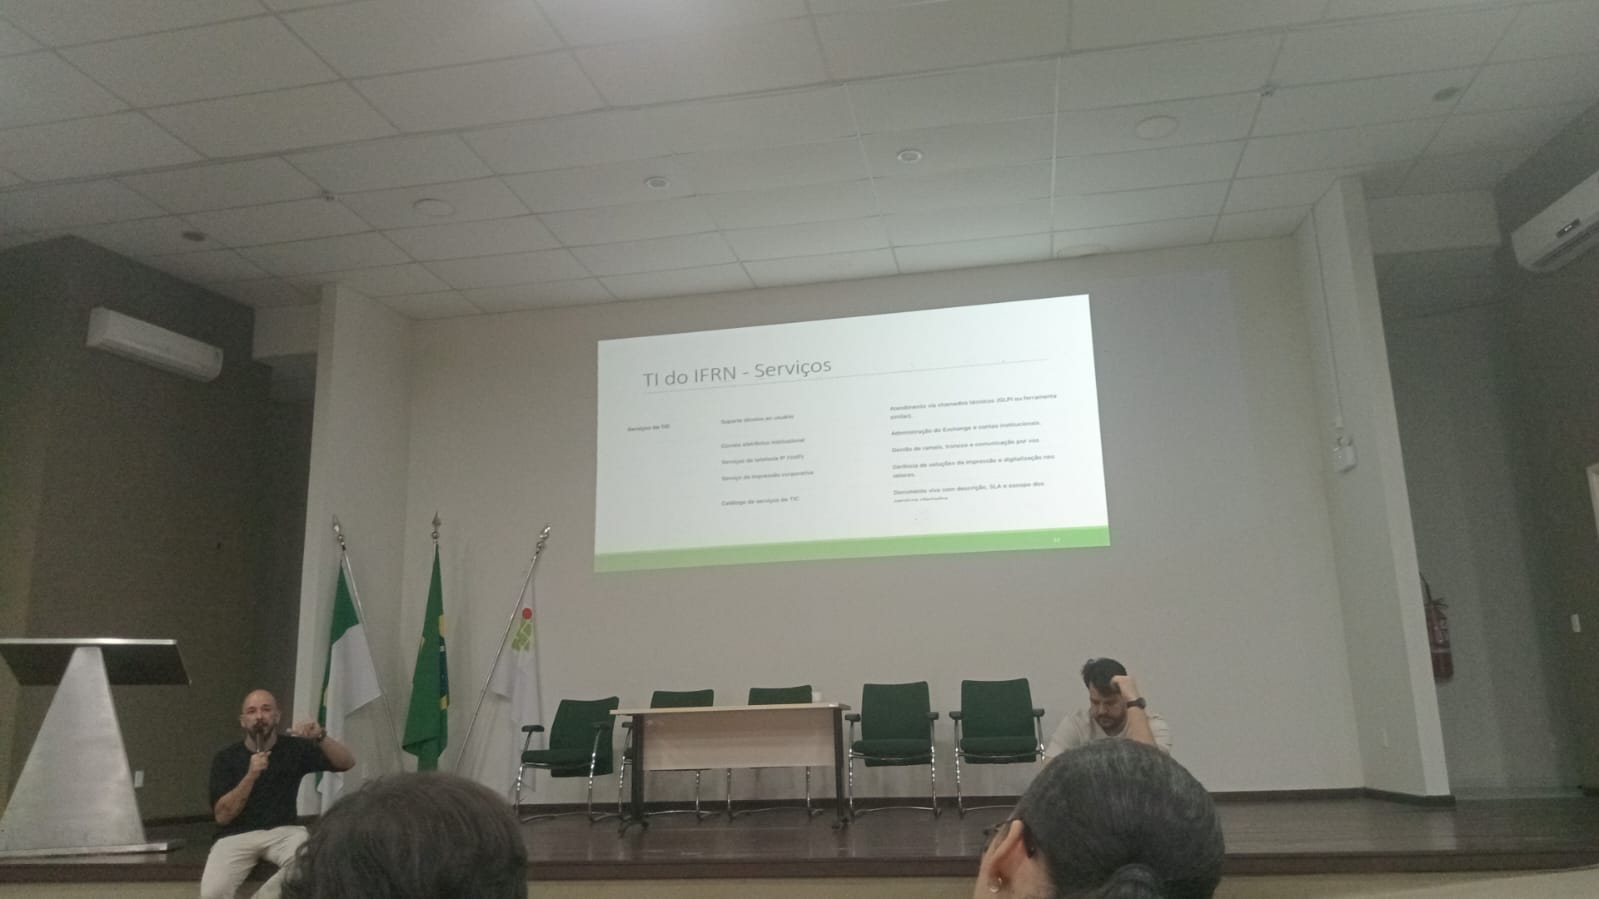 TI do IFRN - Serviços
Serviços de TIC
Suporte técnico ao usuário
Atendimento via chamados técnicos (GLPI ou ferramenta
similar).
Correio eletrônico institucional
Administração do Exchange e contas institucionais.
Serviços de telefonia IP (VoIP)
Gestão de ramais, troncos e comunicação por voz
Serviço de impressão corporativa
Gerência de soluções de impressão e digitalização nos
setores.
Catálogo de serviços de TIC
Documento vivo com descrição, SLA e escopo dos